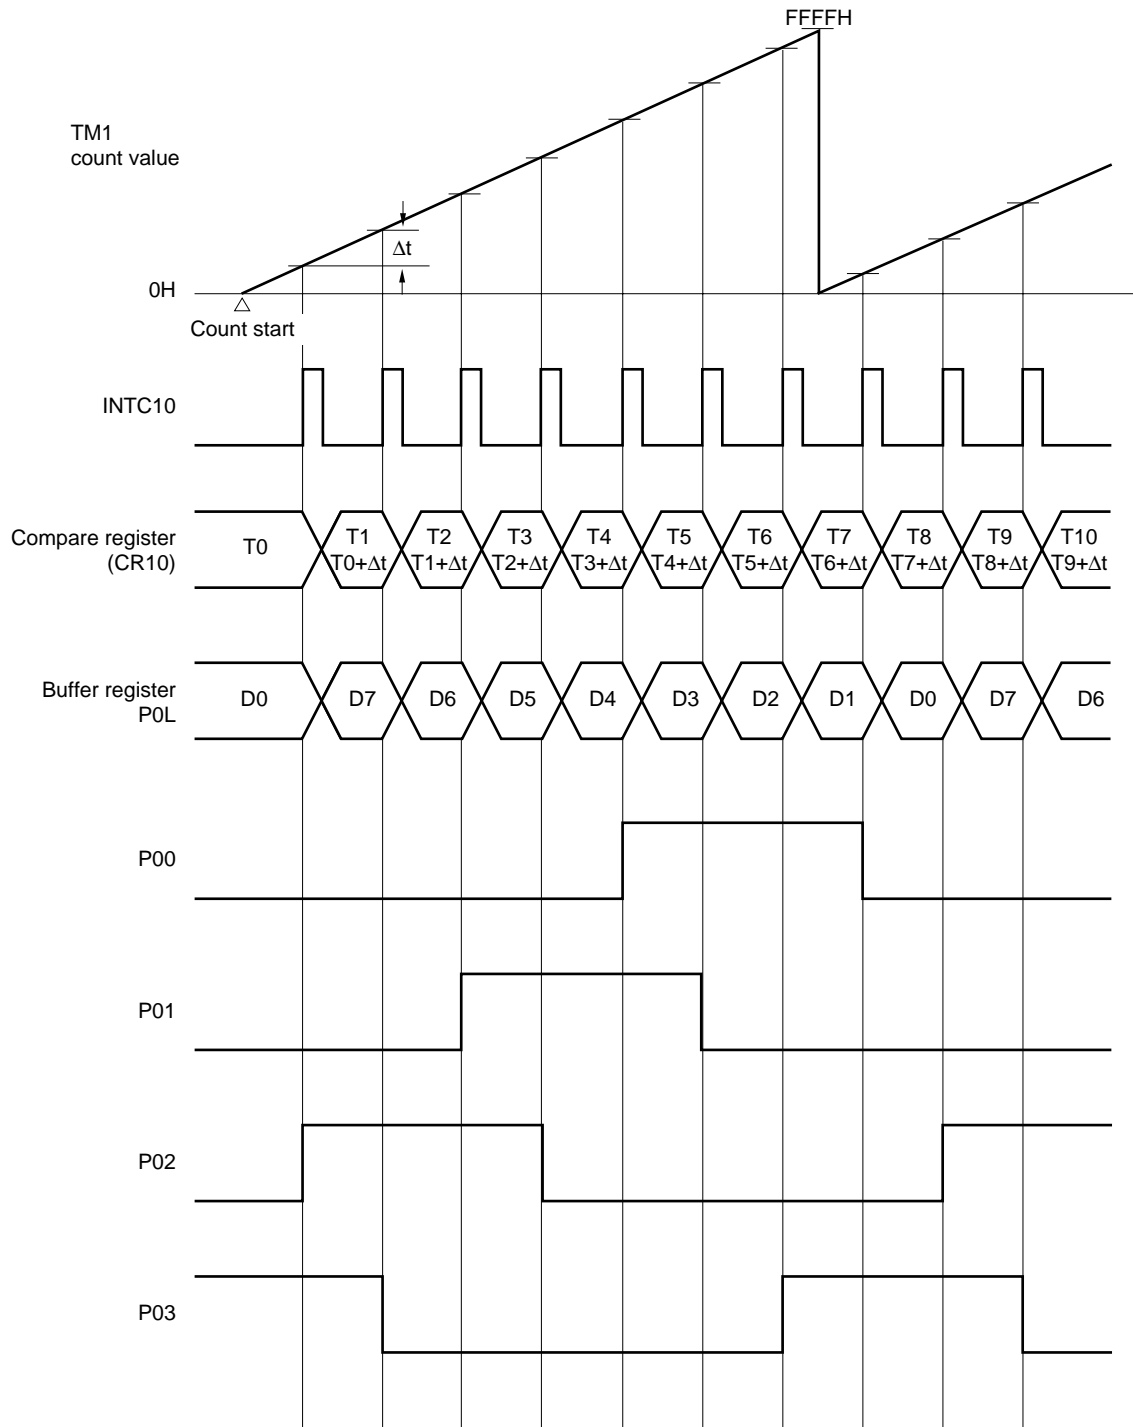 FFFFH
TM1
count value
Δt
0H
Count start
INTC10
Compare register
(CR10)
T0
T1
T0+Δt
T2
T1+Δt
T3
T2+Δt
T4
T3+Δt
T5
T4+Δt
T6
T5+Δt
T7
T6+Δt
T8
T7+Δt
T9
T8+Δt
T10
T9+Δt
Buffer register
P0L
D0
D7
D6
D5
D4
D3
D2
D1
D0
D7
D6
P00
P01
P02
P03